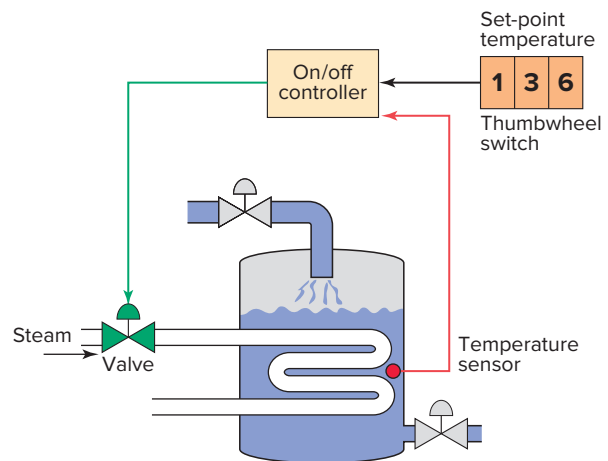 Set-point
temperature
On/off
controller
1 3 6
Thumbwheel
switch
Steam
Valve
Temperature
sensor